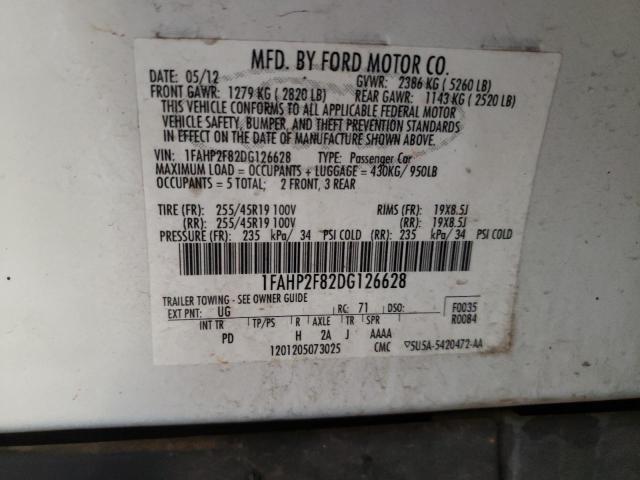 MFD. BY FORD MOTOR CO.
DATE: 05/12 GVWR: 2386 KG ( 5260 LB)
FRONT GAWR: 1279 KG ( 2820 LB) REAR GAWR: 1143 KG ( 2520 LB)
THIS VEHICLE CONFORMS TO ALL APPLICABLE FEDERAL MOTOR
VEHICLE SAFETY, BUMPER, AND THEFT PREVENTION STANDARDS
IN EFFECT ON THE DATE OF MANUFACTURE SHOWN ABOVE.
VIN: 1FAHP2F82DG126628 TYPE: Passenger Car
MAXIMUM LOAD = OCCUPANTS + LUGGAGE = 430KG/ 950LB
OCCUPANTS = 5 TOTAL; 2 FRONT, 3 REAR
TIRE (FR): 255/45R19 100V RIMS (FR): 19X8.5J
(RR): 255/45R19 100V (RR): 19X8.5J
PRESSURE (FR): 235 kPa/ 34 PSI COLD (RR): 235 kPa/ 34 PSI COLD
1FAHP2F82DG126628
TRAILER TOWING - SEE OWNER GUIDE
EXT PNT: UG RC: 71 DSO: F0035
INT TR TP/PS R AXLE TR SPR R0084
PD H 2A J AAAA
1201205073025 CMC 5U5A-5420472-AA